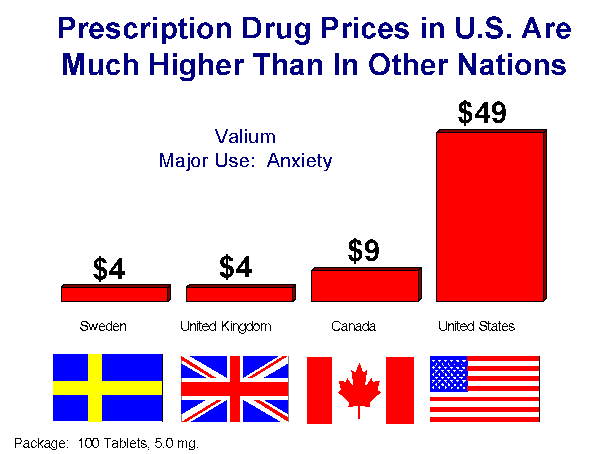 Prescription Drug Prices in U.S. Are
Much Higher Than In Other Nations
Valium
Major Use:  Anxiety
$4
$4
$9
$49
Sweden
United Kingdom
Canada
United States
Package:  100 Tablets, 5.0 mg.